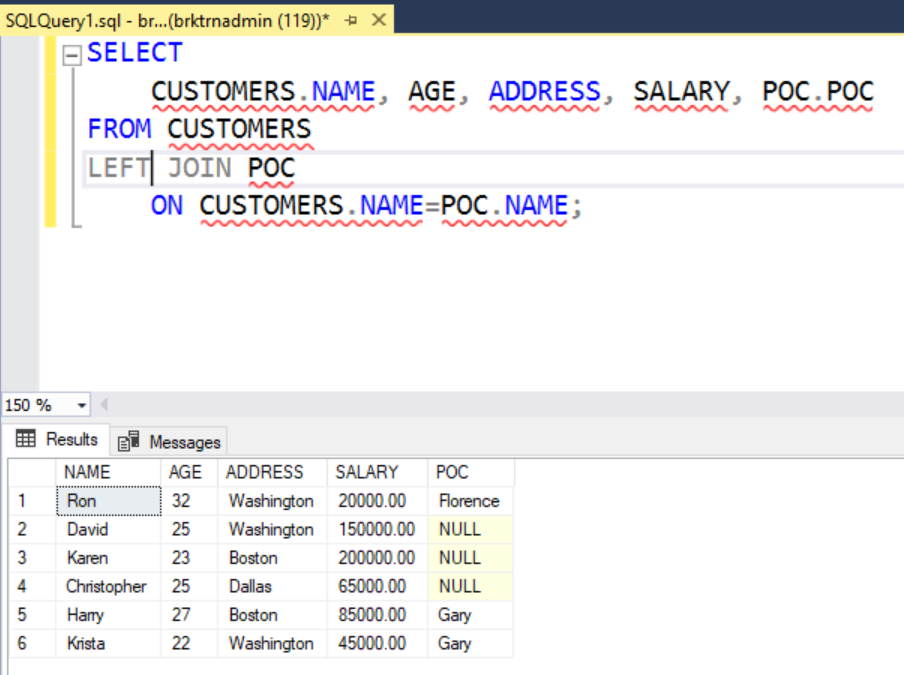 SQLQuery1.sql - br...(brktrnadmin (119))*
SELECT
CUSTOMERS.NAME, AGE, ADDRESS, SALARY, POC.POC
FROM CUSTOMERS
LEFT JOIN POC
ON CUSTOMERS.NAME=POC.NAME;
150 %
Results Messages
NAME AGE ADDRESS SALARY POC
1 Ron 32 Washington 20000.00 Florence
2 David 25 Washington 150000.00 NULL
3 Karen 23 Boston 200000.00 NULL
4 Christopher 25 Dallas 65000.00 NULL
5 Harry 27 Boston 85000.00 Gary
6 Krista 22 Washington 45000.00 Gary